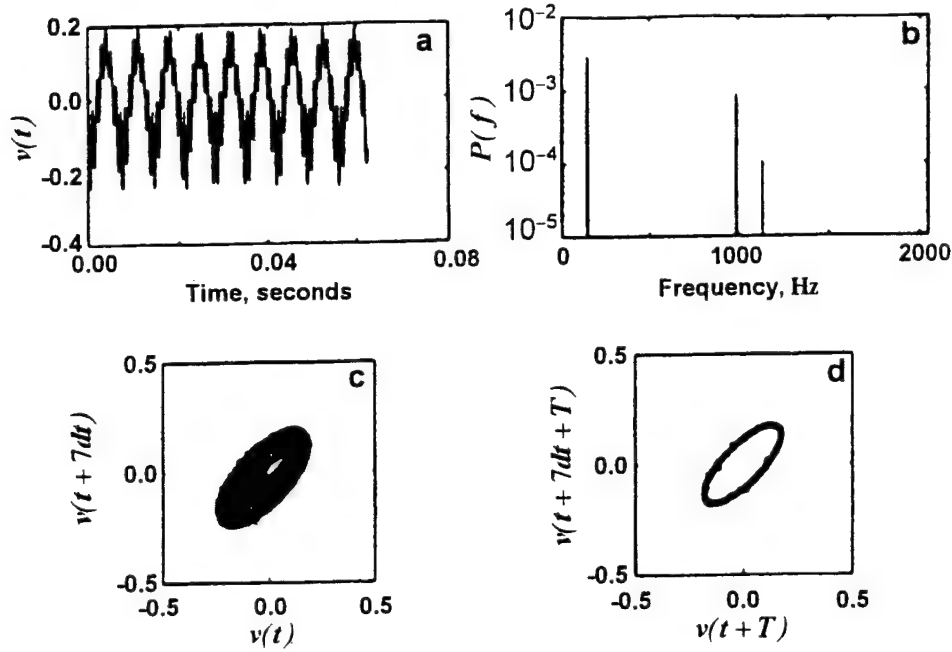 a
0.2
0.0
-0.2
-0.4
v(t)
0.00
0.04
0.08
Time, seconds
b
10−2
10−3
10−4
10−5
P(f)
0
1000
2000
Frequency, Hz
c
0.5
0.0
-0.5
v(t + 7dt)
-0.5
0.0
0.5
v(t)
d
0.5
0.0
-0.5
v(t + 7dt + T)
-0.5
0.0
0.5
v(t + T)